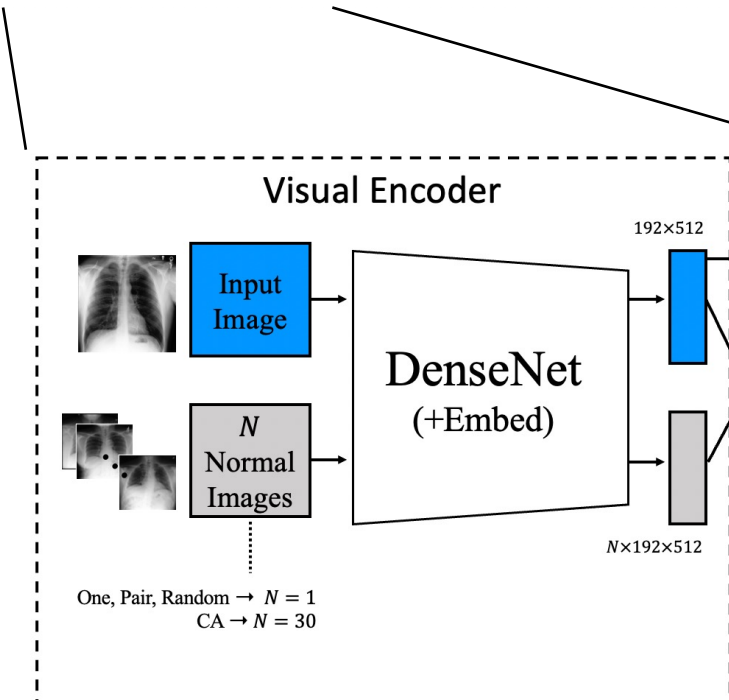 Visual Encoder
192×512
Input
Image
DenseNet
(+Embed)
N
Normal
Images
N×192×512
One, Pair, Random → N = 1
CA → N = 30